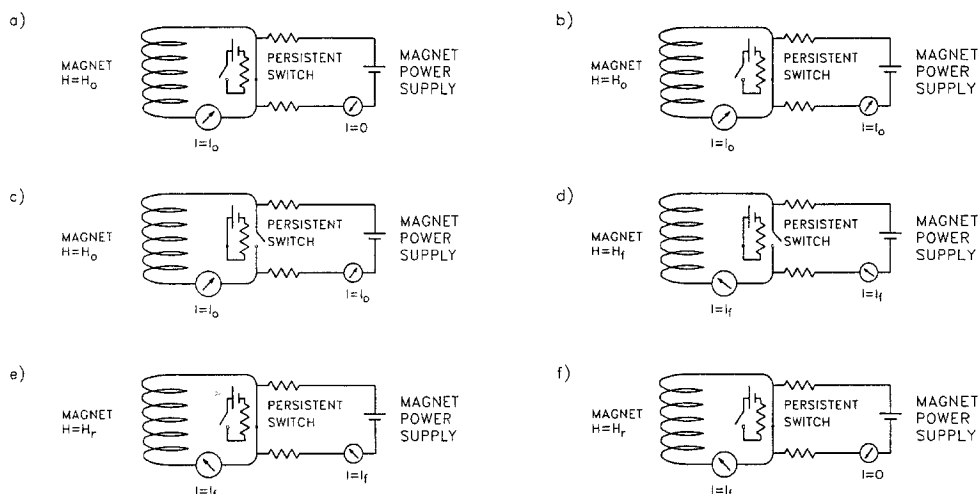 a)
MAGNET
H=H₀
PERSISTENT
SWITCH
MAGNET
POWER
SUPPLY
I=I₀
I=0
b)
MAGNET
H=H₀
PERSISTENT
SWITCH
MAGNET
POWER
SUPPLY
I=I₀
I=I₀
c)
MAGNET
H=H₀
PERSISTENT
SWITCH
MAGNET
POWER
SUPPLY
I=I₀
I=I₀
d)
MAGNET
H=H_f
PERSISTENT
SWITCH
MAGNET
POWER
SUPPLY
I=I_f
I=I_f
e)
MAGNET
H=H_r
PERSISTENT
SWITCH
MAGNET
POWER
SUPPLY
I=I_f
I=I_f
f)
MAGNET
H=H_r
PERSISTENT
SWITCH
MAGNET
POWER
SUPPLY
I=I_f
I=0